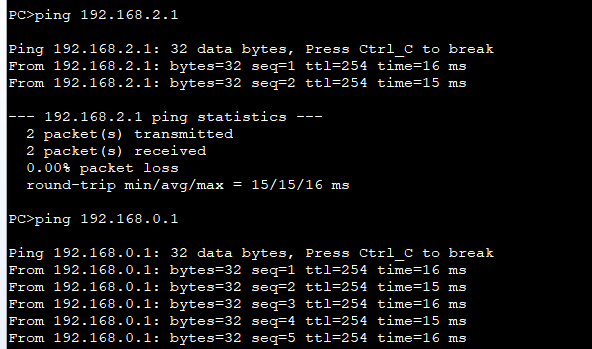 PC>ping 192.168.2.1
Ping 192.168.2.1: 32 data bytes, Press Ctrl_C to break
From 192.168.2.1: bytes=32 seq=1 ttl=254 time=16 ms
From 192.168.2.1: bytes=32 seq=2 ttl=254 time=15 ms
--- 192.168.2.1 ping statistics ---
  2 packet(s) transmitted
  2 packet(s) received
  0.00% packet loss
  round-trip min/avg/max = 15/15/16 ms
PC>ping 192.168.0.1
Ping 192.168.0.1: 32 data bytes, Press Ctrl_C to break
From 192.168.0.1: bytes=32 seq=1 ttl=254 time=16 ms
From 192.168.0.1: bytes=32 seq=2 ttl=254 time=15 ms
From 192.168.0.1: bytes=32 seq=3 ttl=254 time=16 ms
From 192.168.0.1: bytes=32 seq=4 ttl=254 time=15 ms
From 192.168.0.1: bytes=32 seq=5 ttl=254 time=16 ms